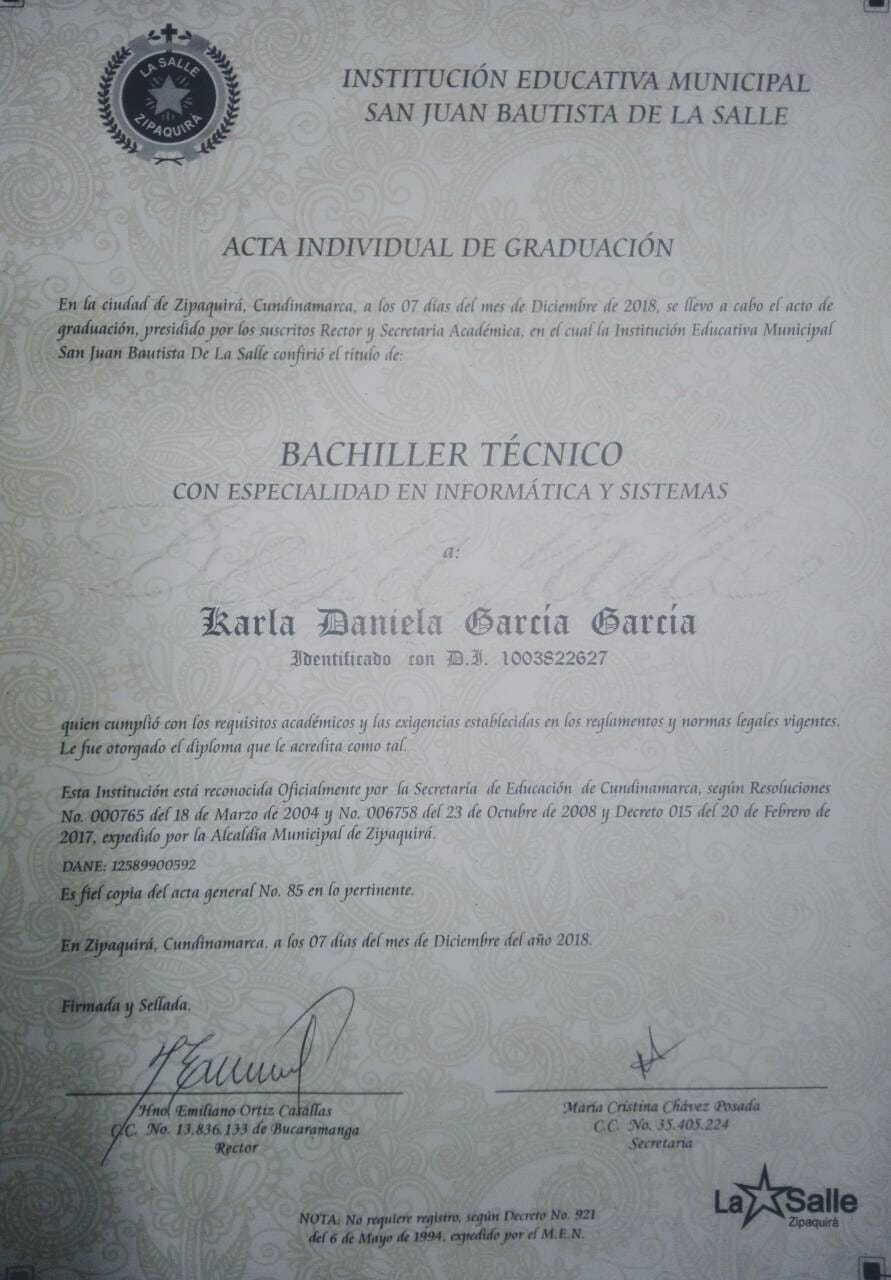 LA SALLE
ZIPAQUIRÁ
INSTITUCIÓN EDUCATIVA MUNICIPAL
SAN JUAN BAUTISTA DE LA SALLE
ACTA INDIVIDUAL DE GRADUACIÓN
En la ciudad de Zipaquirá, Cundinamarca, a los 07 días del mes de Diciembre de 2018, se llevo a cabo el acto de
graduación, presidido por los suscritos Rector y Secretaria Académica, en el cual la Institución Educativa Municipal
San Juan Bautista De La Salle confirió el título de:
BACHILLER TÉCNICO
CON ESPECIALIDAD EN INFORMÁTICA Y SISTEMAS
a:
Karla Daniela García García
Identificado con D.I. 1003822627
quien cumplió con los requisitos académicos y las exigencias establecidas en los reglamentos y normas legales vigentes.
Le fue otorgado el diploma que le acredita como tal.
Esta Institución está reconocida Oficialmente por la Secretaría de Educación de Cundinamarca, según Resoluciones
No. 000765 del 18 de Marzo de 2004 y No. 006758 del 23 de Octubre de 2008 y Decreto 015 del 20 de Febrero de
2017, expedido por la Alcaldía Municipal de Zipaquirá.
DANE: 12589900592
Es fiel copia del acta general No. 85 en lo pertinente.
En Zipaquirá, Cundinamarca, a los 07 días del mes de Diciembre del año 2018.
Firmada y Sellada,
Hno. Emiliano Ortiz Casallas
C.C. No. 13.836.133 de Bucaramanga
Rector
María Cristina Chávez Posada
C.C. No. 35.405.224
Secretaria
La Salle
Zipaquirá
NOTA: No requiere registro, según Decreto No. 921
del 6 de Mayo de 1994, expedido por el M.E.N.